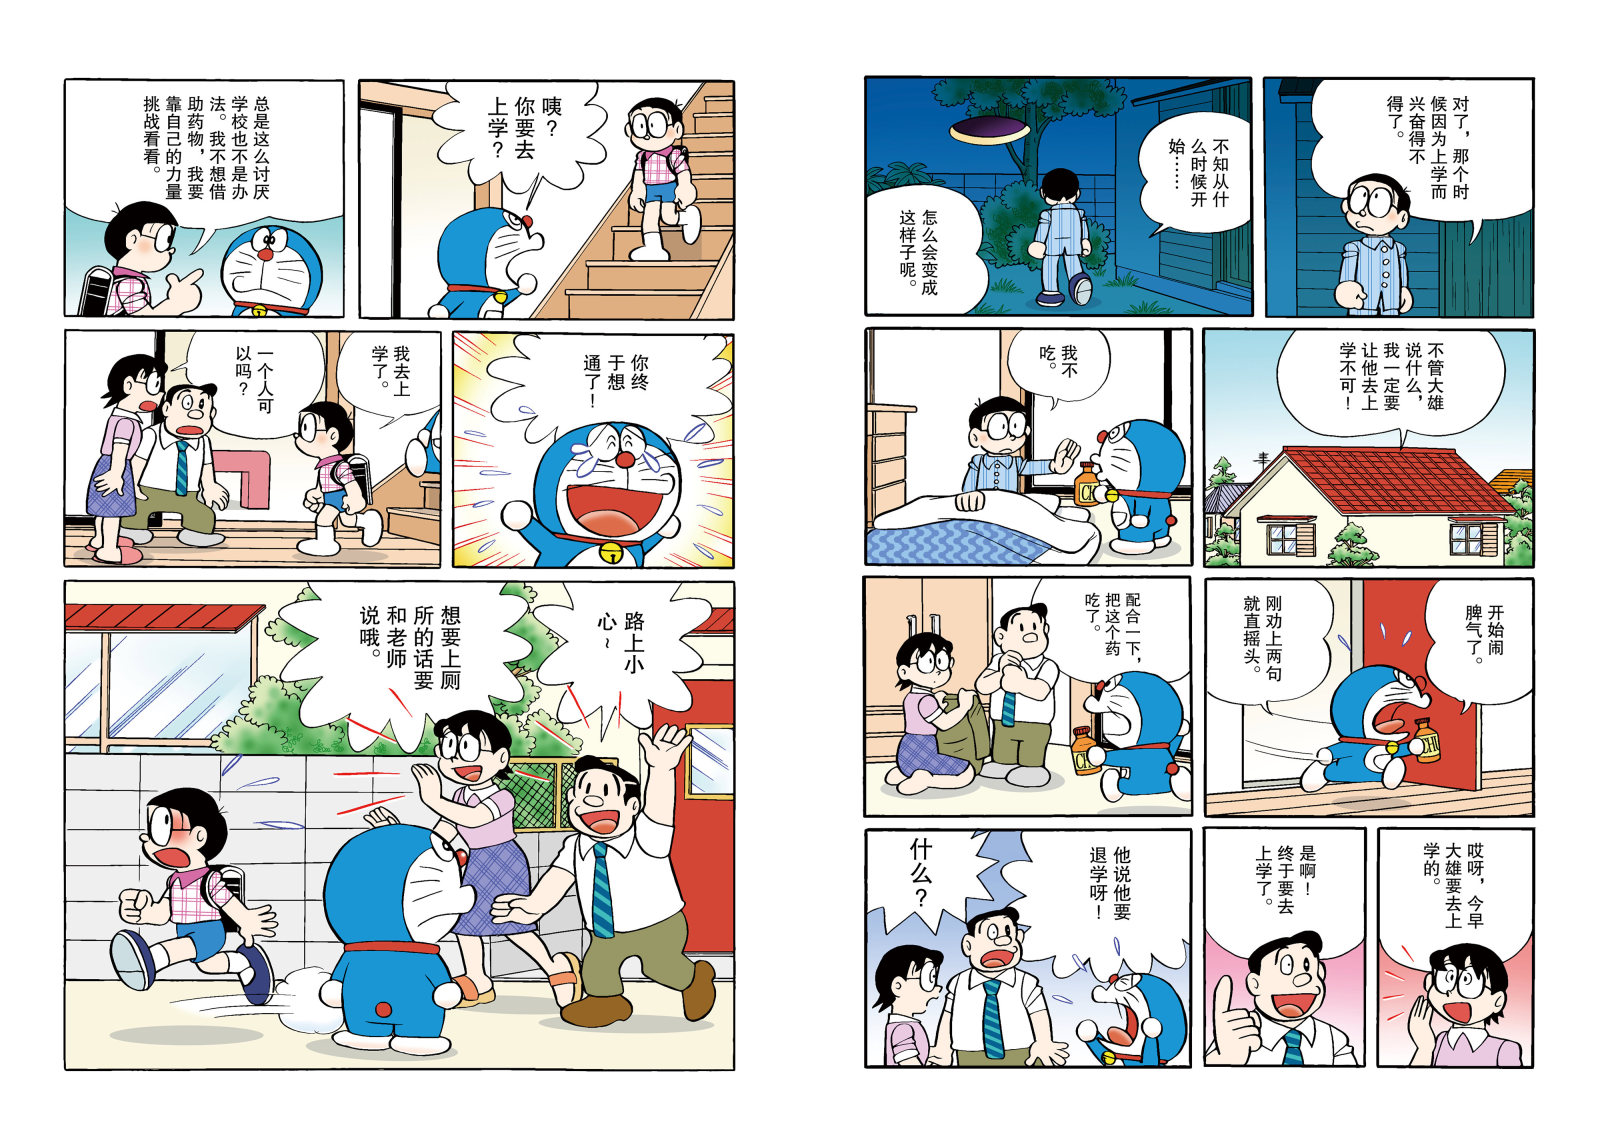 对了，那个时
候因为上学而
兴奋得不
得了。
不知从什
么时候开
始……
怎么会变成
这样子呢。
不管大雄
说什么，
我一定要
让他去上
学不可！
我不
吃。
CH
开始闹
脾气了。
刚劝上两句
就直摇头。
CHU
配合一下，
把这个药
吃了。
CH
哎呀，今早
大雄要去上
学的。
是啊！
终于要去
上学了。
他说他要
退学呀！
什么？
咦？
你要去
上学？
总是这么讨厌
学校也不是办
法。我不想借
助药物，我要
靠自己的力量
挑战看看。
你终
于想
通了！
我去上
学了。
一个人可
以吗？
路上小
心～
想要上厕
所的话要
和老师
说哦。